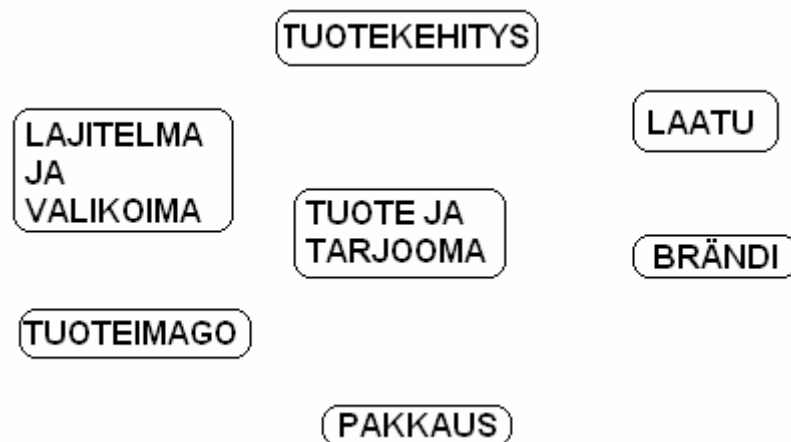 TUOTEKEHITYS
LAJITELMA
JA
VALIKOIMA
LAATU
TUOTE JA
TARJOOMA
BRÄNDI
TUOTEIMAGO
PAKKAUS